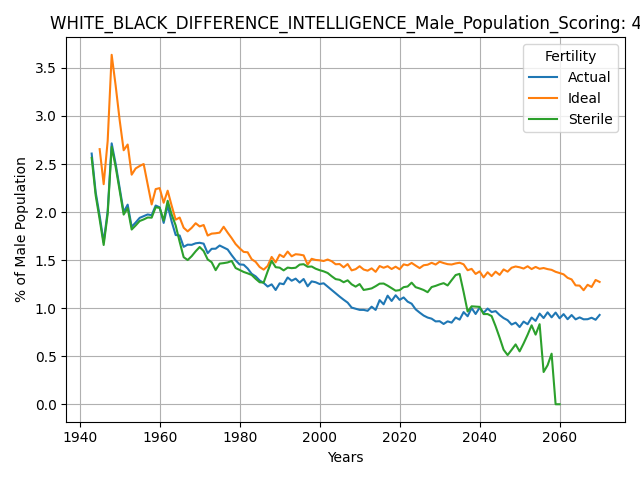 WHITE_BLACK_DIFFERENCE_INTELLIGENCE_Male_Population_Scoring: 4
Fertility
Actual
Ideal
Sterile
% of Male Population
3.5
3.0
2.5
2.0
1.5
1.0
0.5
0.0
1940 1960 1980 2000 2020 2040 2060
Years